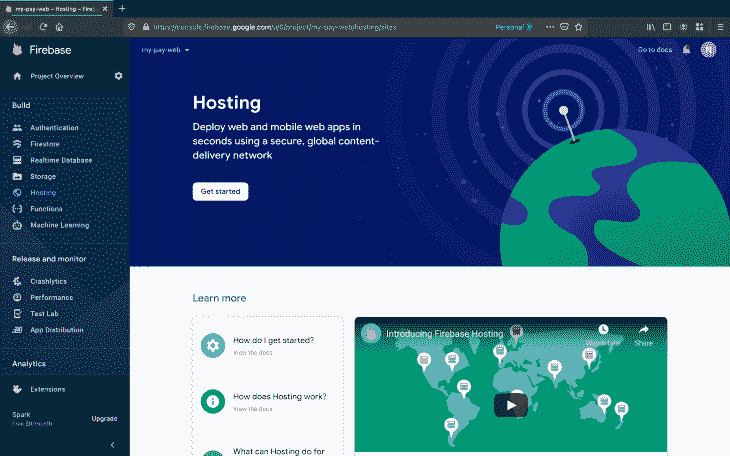 my-pay-web – Hosting – Fire
https://console.firebase.google.com/u/0/project/my-pay-web/hosting/sites
Personal
Firebase
Project Overview
Build
Authentication
Firestore
Realtime Database
Storage
Hosting
Functions
Machine Learning
Release and monitor
Crashlytics
Performance
Test Lab
App Distribution
Analytics
Extensions
Spark
Free $0/month
Upgrade
my-pay-web
Go to docs
Hosting
Deploy web and mobile web apps in
seconds using a secure, global content-
delivery network
Get started
Learn more
How do I get started?
View the docs
How does Hosting work?
View the docs
What can Hosting do for
Introducing Firebase Hosting
Watch later
Share